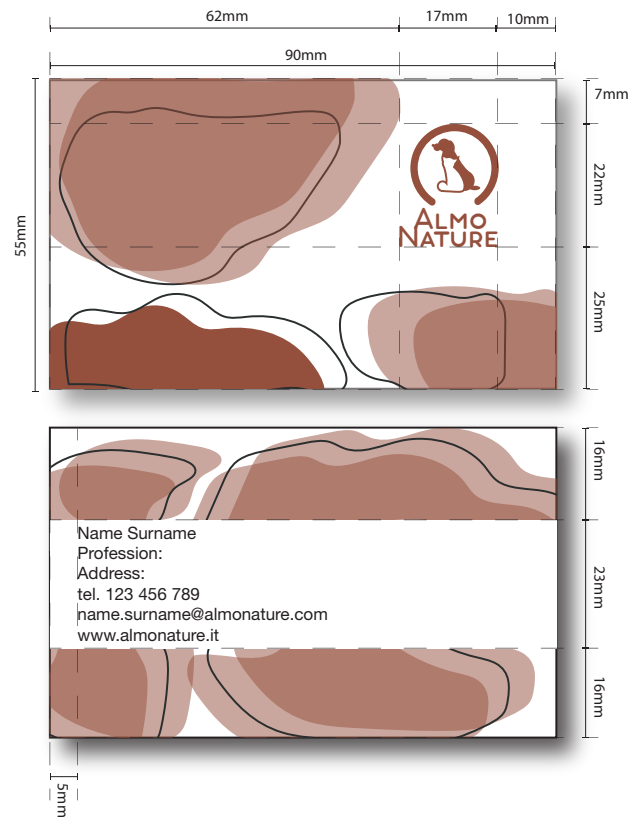 62mm
17mm
10mm
90mm
7mm
55mm
22mm
ALMO
NATURE
25mm
16mm
Name Surname
Profession:
Address:
tel. 123 456 789
name.surname@almonature.com
www.almonature.it
23mm
16mm
5mm